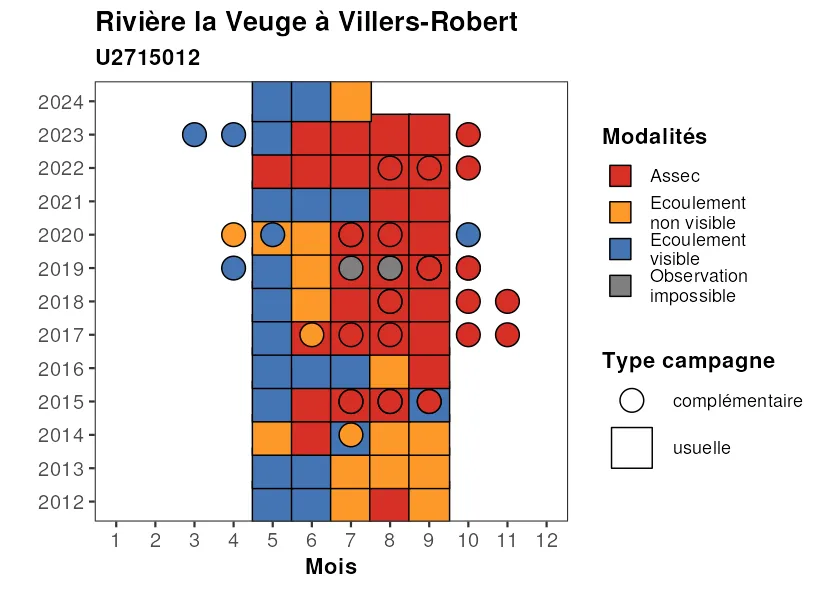 Rivière la Veuge à Villers-Robert
U2715012
2024
2023
2022
2021
2020
2019
2018
2017
2016
2015
2014
2013
2012
1 2 3 4 5 6 7 8 9 10 11 12
Mois
Modalités
Assec
Ecoulement
non visible
Ecoulement
visible
Observation
impossible
Type campagne
complémentaire
usuelle